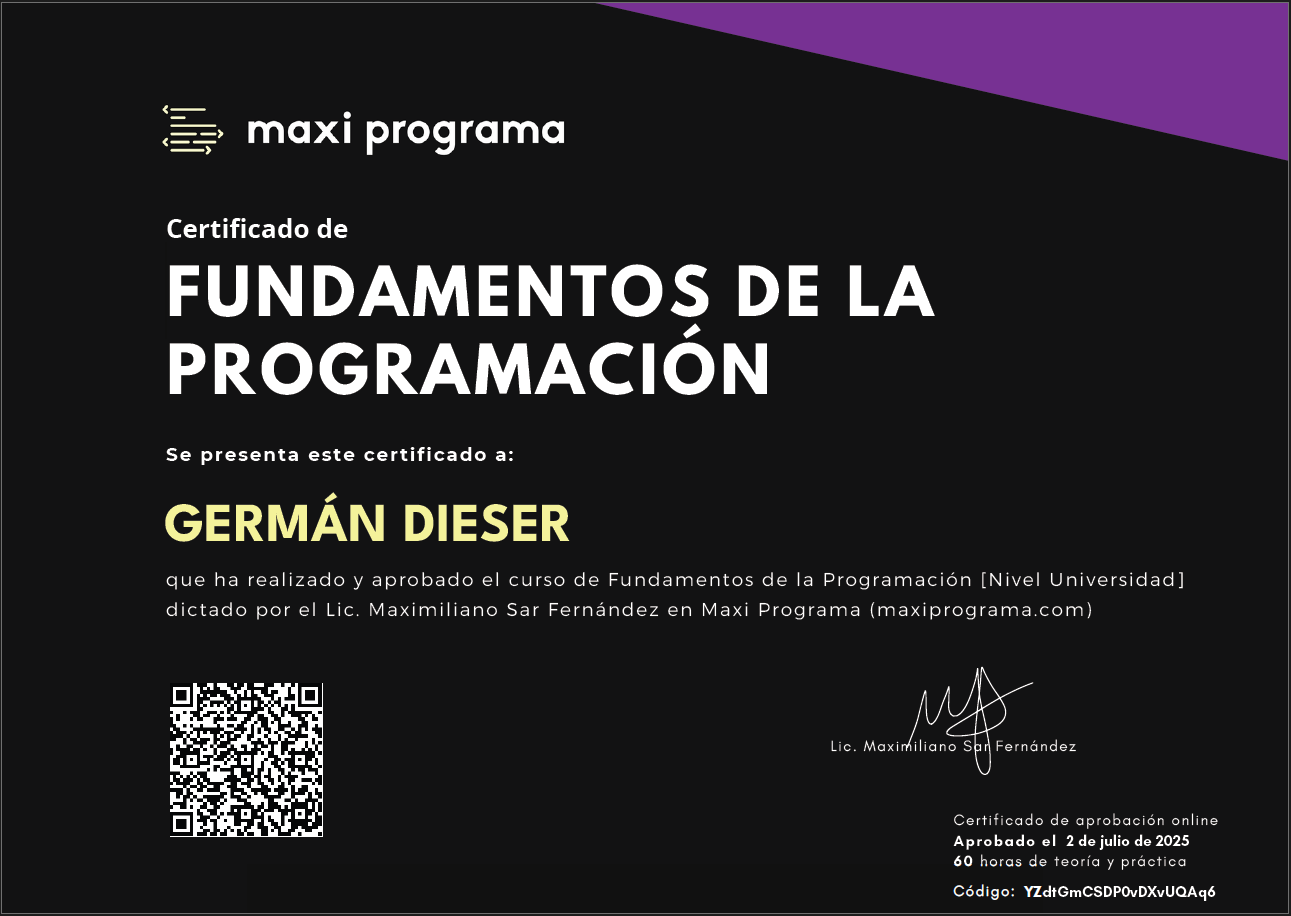 maxi programa
Certificado de
FUNDAMENTOS DE LA
PROGRAMACIÓN
Se presenta este certificado a:
GERMÁN DIESER
que ha realizado y aprobado el curso de Fundamentos de la Programación [Nivel Universidad]
dictado por el Lic. Maximiliano Sar Fernández en Maxi Programa (maxiprograma.com)
Lic. Maximiliano Sar Fernández
Certificado de aprobación online
Aprobado el 2 de julio de 2025
60 horas de teoría y práctica
Código: YZdtGmCSDP0vDXvUQAq6